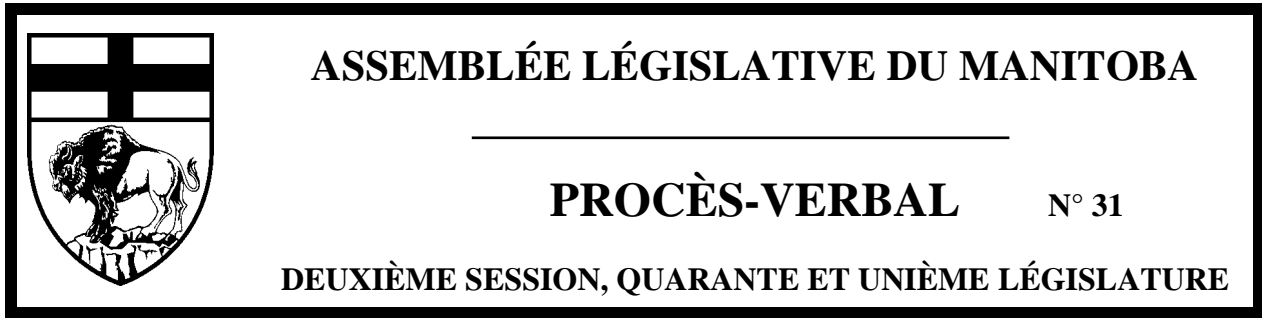 ASSEMBLÉE LÉGISLATIVE DU MANITOBA
PROCÈS-VERBAL N° 31
DEUXIÈME SESSION, QUARANTE ET UNIÈME LÉGISLATURE